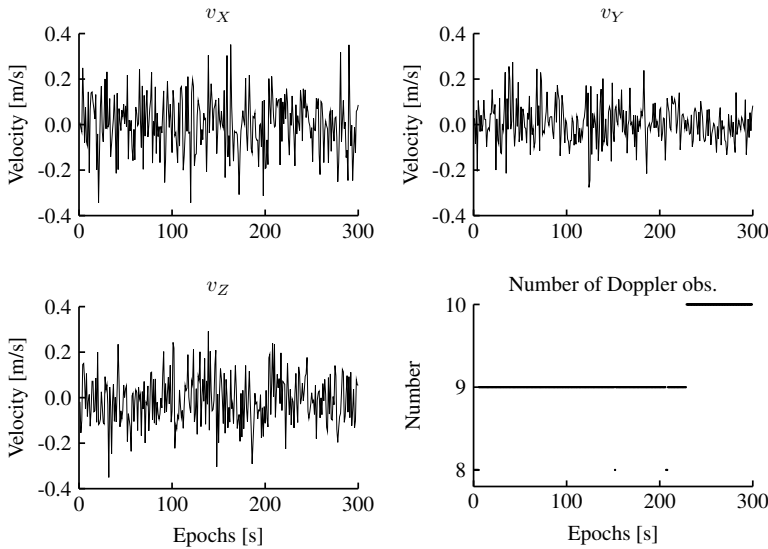 v_X
Velocity [m/s]
0.4
0.2
0.0
-0.2
-0.4
0 100 200 300
v_Y
Velocity [m/s]
0.4
0.2
0.0
-0.2
-0.4
0 100 200 300
v_Z
Velocity [m/s]
0.4
0.2
0.0
-0.2
-0.4
0 100 200 300
Epochs [s]
Number of Doppler obs.
Number
10
9
8
0 100 200 300
Epochs [s]